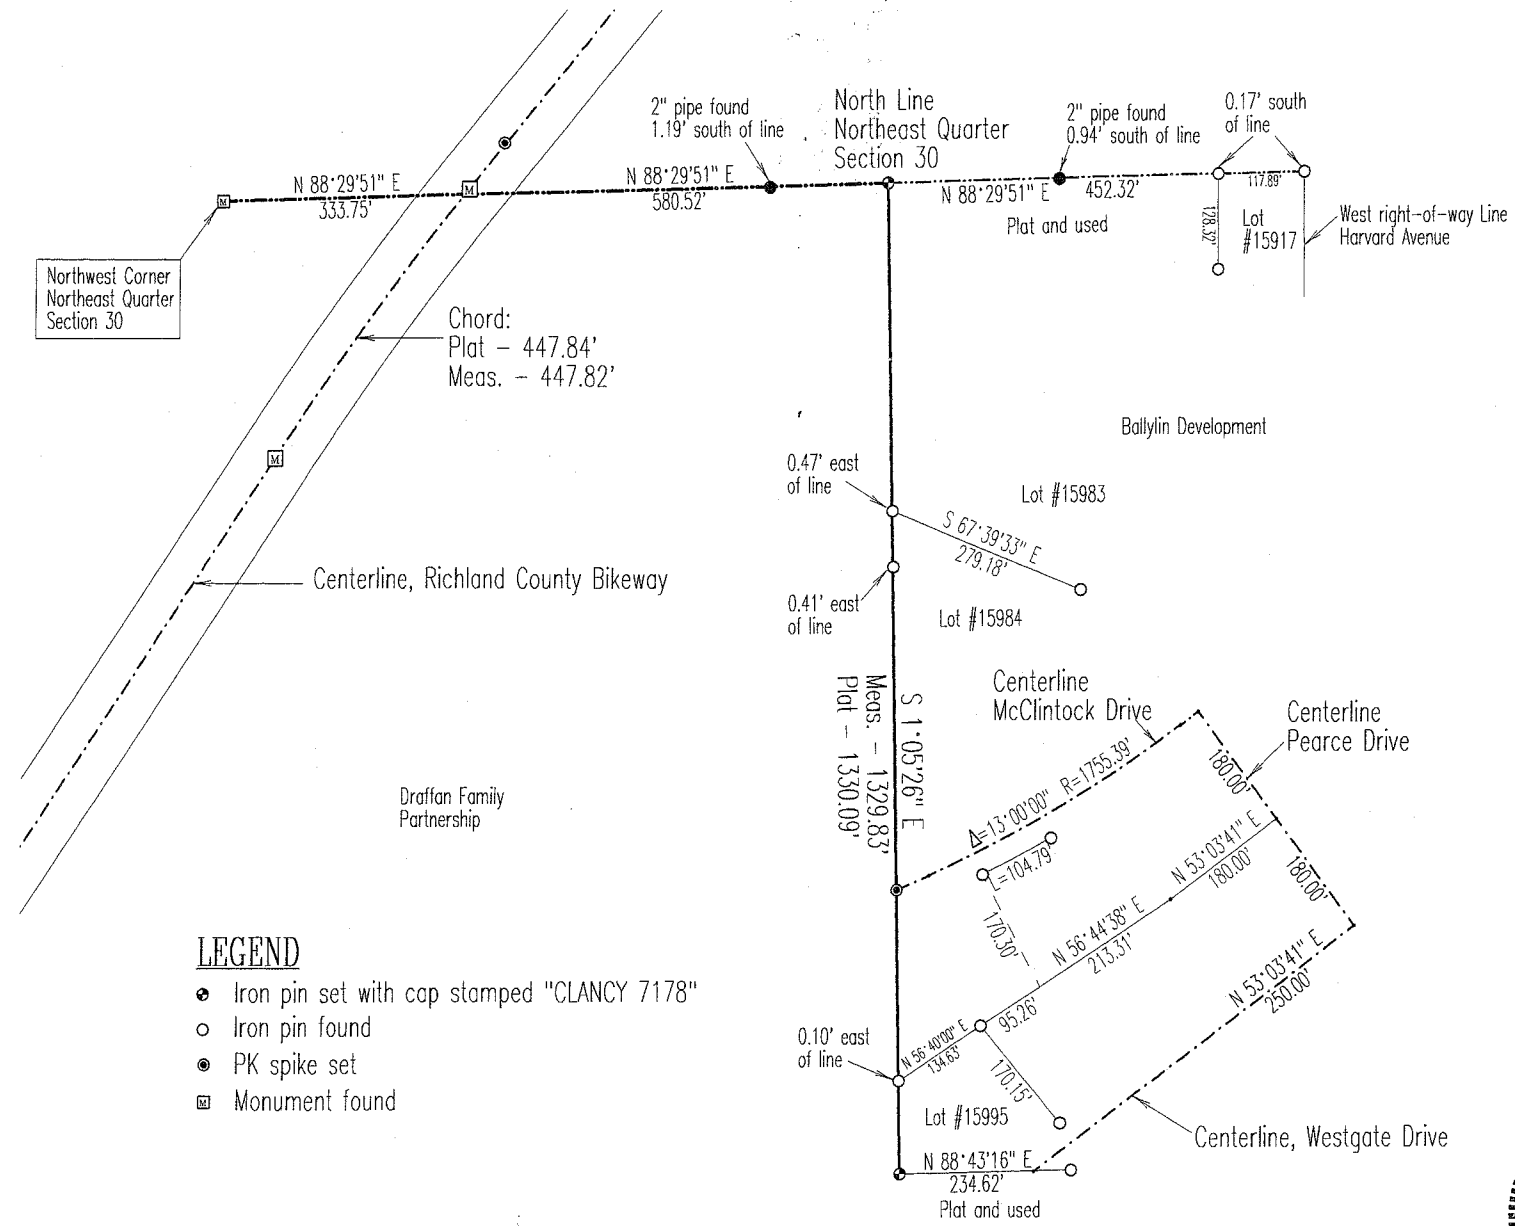 North Line
Northeast Quarter
Section 30
2" pipe found
1.19' south of line
2" pipe found
0.94' south of line
0.17' south
of line
N 88°29'51" E
333.75'
N 88°29'51" E
580.52'
N 88°29'51" E
452.32'
Plat and used
117.89'
128.32'
Lot
#15917
West right-of-way Line
Harvard Avenue
M
M
Northwest Corner
Northeast Quarter
Section 30
Chord:
Plat - 447.84'
Meas. - 447.82'
M
Ballylin Development
0.47' east
of line
Lot #15983
S 67°39'33" E
279.18'
Centerline, Richland County Bikeway
0.41' east
of line
Lot #15984
S 1°05'26" E
Meas. - 1329.83'
Plat - 1330.09'
Centerline
McClintock Drive
Centerline
Pearce Drive
Draffan Family
Partnership
Δ=13°00'00" R=1755.39'
180.00'
L=104.79'
N 53°03'41" E
180.00'
180.00'
170.30'
N 56°44'38" E
213.31'
N 53°03'41" E
250.00'
95.26'
0.10' east
of line
N 56°40'00" E
134.63'
170.15'
Lot #15995
Centerline, Westgate Drive
N 88°43'16" E
234.62'
Plat and used
LEGEND
Iron pin set with cap stamped "CLANCY 7178"
Iron pin found
PK spike set
M Monument found